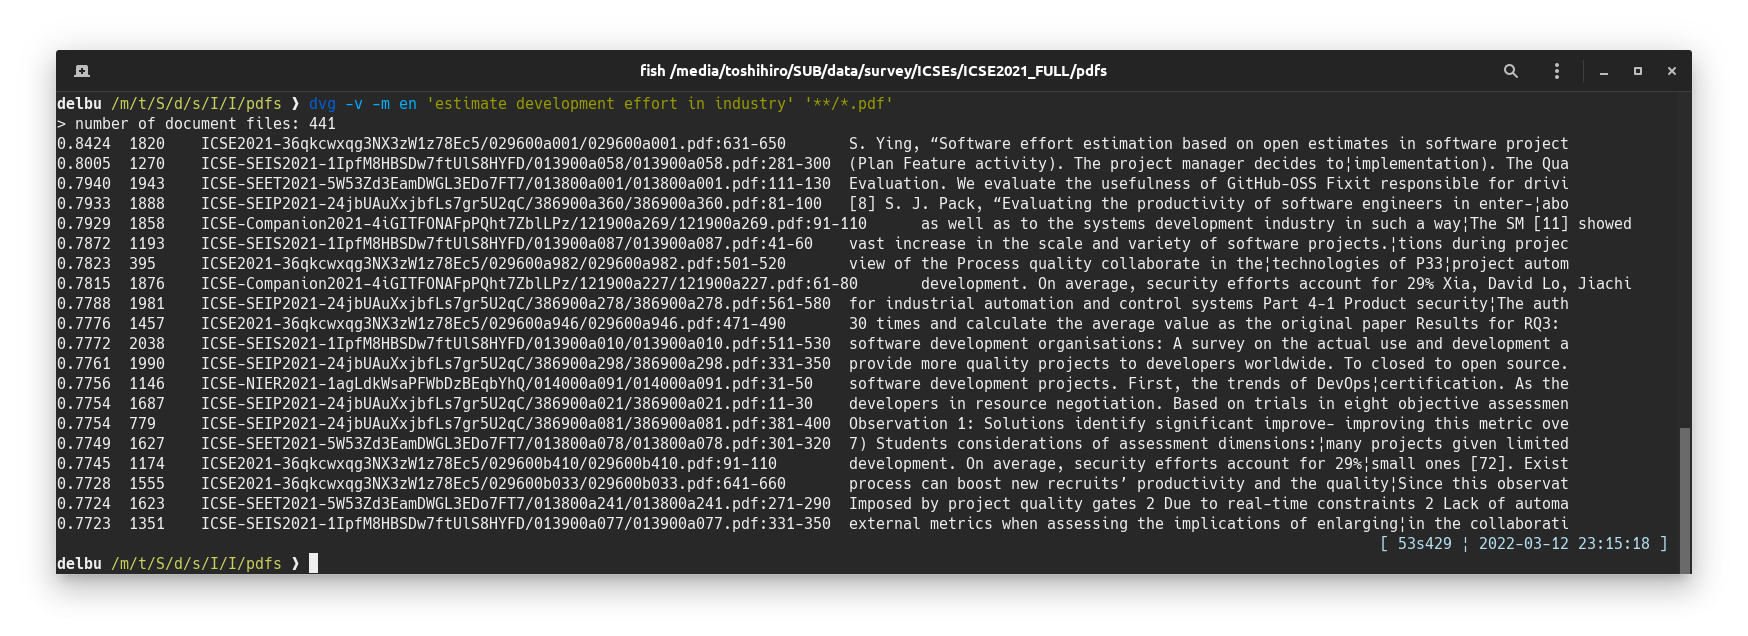 fish /media/toshihiro/SUB/data/survey/ICSEs/ICSE2021_FULL/pdfs
delbu /m/t/S/d/s/I/I/pdfs ❱ dvg -v -m en 'estimate development effort in industry' '**/*.pdf'
> number of document files: 441
0.8424  1820    ICSE2021-36qkcwxqg3NX3zW1z78Ec5/029600a001/029600a001.pdf:631-650       S. Ying, “Software effort estimation based on open estimates in software project
0.8005  1270    ICSE-SEIS2021-1IpfM8HBSDw7ftUlS8HYFD/013900a058/013900a058.pdf:281-300  (Plan Feature activity). The project manager decides to¦implementation). The Qua
0.7940  1943    ICSE-SEET2021-5W53Zd3EamDWGL3EDo7FT7/013800a001/013800a001.pdf:111-130  Evaluation. We evaluate the usefulness of GitHub-OSS Fixit responsible for drivi
0.7933  1888    ICSE-SEIP2021-24jbUAuXxjbfLs7gr5U2qC/386900a360/386900a360.pdf:81-100   [8] S. J. Pack, “Evaluating the productivity of software engineers in enter-¦abo
0.7929  1858    ICSE-Companion2021-4iGITFONAFpPQht7ZblLPz/121900a269/121900a269.pdf:91-110      as well as to the systems development industry in such a way¦The SM [11] showed
0.7872  1193    ICSE-SEIS2021-1IpfM8HBSDw7ftUlS8HYFD/013900a087/013900a087.pdf:41-60    vast increase in the scale and variety of software projects.¦tions during projec
0.7823  395     ICSE2021-36qkcwxqg3NX3zW1z78Ec5/029600a982/029600a982.pdf:501-520       view of the Process quality collaborate in the¦technologies of P33¦project autom
0.7815  1876    ICSE-Companion2021-4iGITFONAFpPQht7ZblLPz/121900a227/121900a227.pdf:61-80       development. On average, security efforts account for 29% Xia, David Lo, Jiachi
0.7788  1981    ICSE-SEIP2021-24jbUAuXxjbfLs7gr5U2qC/386900a278/386900a278.pdf:561-580  for industrial automation and control systems Part 4-1 Product security¦The auth
0.7776  1457    ICSE2021-36qkcwxqg3NX3zW1z78Ec5/029600a946/029600a946.pdf:471-490       30 times and calculate the average value as the original paper Results for RQ3:
0.7772  2038    ICSE-SEIS2021-1IpfM8HBSDw7ftUlS8HYFD/013900a010/013900a010.pdf:511-530  software development organisations: A survey on the actual use and development a
0.7761  1990    ICSE-SEIP2021-24jbUAuXxjbfLs7gr5U2qC/386900a298/386900a298.pdf:331-350  provide more quality projects to developers worldwide. To closed to open source.
0.7756  1146    ICSE-NIER2021-1agLdkWsaPFWbDzBEqbYhQ/014000a091/014000a091.pdf:31-50    software development projects. First, the trends of DevOps¦certification. As the
0.7754  1687    ICSE-SEIP2021-24jbUAuXxjbfLs7gr5U2qC/386900a021/386900a021.pdf:11-30    developers in resource negotiation. Based on trials in eight objective assessmen
0.7754  779     ICSE-SEIP2021-24jbUAuXxjbfLs7gr5U2qC/386900a081/386900a081.pdf:381-400  Observation 1: Solutions identify significant improve- improving this metric ove
0.7749  1627    ICSE-SEET2021-5W53Zd3EamDWGL3EDo7FT7/013800a078/013800a078.pdf:301-320  7) Students considerations of assessment dimensions:¦many projects given limited
0.7745  1174    ICSE2021-36qkcwxqg3NX3zW1z78Ec5/029600b410/029600b410.pdf:91-110        development. On average, security efforts account for 29%¦small ones [72]. Exist
0.7728  1555    ICSE2021-36qkcwxqg3NX3zW1z78Ec5/029600b033/029600b033.pdf:641-660       process can boost new recruits’ productivity and the quality¦Since this observat
0.7724  1623    ICSE-SEET2021-5W53Zd3EamDWGL3EDo7FT7/013800a241/013800a241.pdf:271-290  Imposed by project quality gates 2 Due to real-time constraints 2 Lack of automa
0.7723  1351    ICSE-SEIS2021-1IpfM8HBSDw7ftUlS8HYFD/013900a077/013900a077.pdf:331-350  external metrics when assessing the implications of enlarging¦in the collaborati
[ 53s429 ¦ 2022-03-12 23:15:18 ]
delbu /m/t/S/d/s/I/I/pdfs ❱